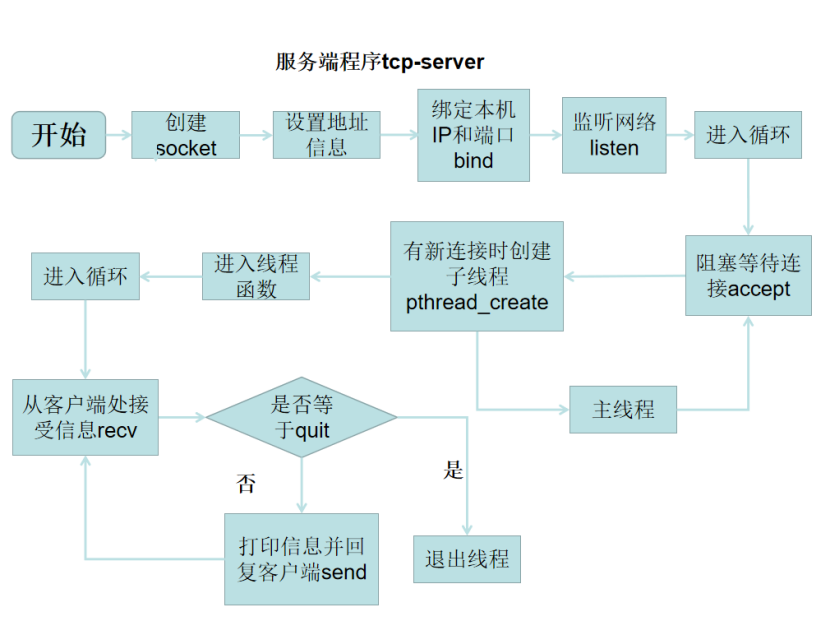 服务端程序tcp-server
开始
创建
socket
设置地址
信息
绑定本机
IP和端口
bind
监听网络
listen
进入循环
阻塞等待连
接accept
有新连接时创建
子线程
pthread_create
进入线程
函数
进入循环
主线程
从客户端处接
受信息recv
是否等
于quit
否
是
打印信息并回
复客户端send
退出线程